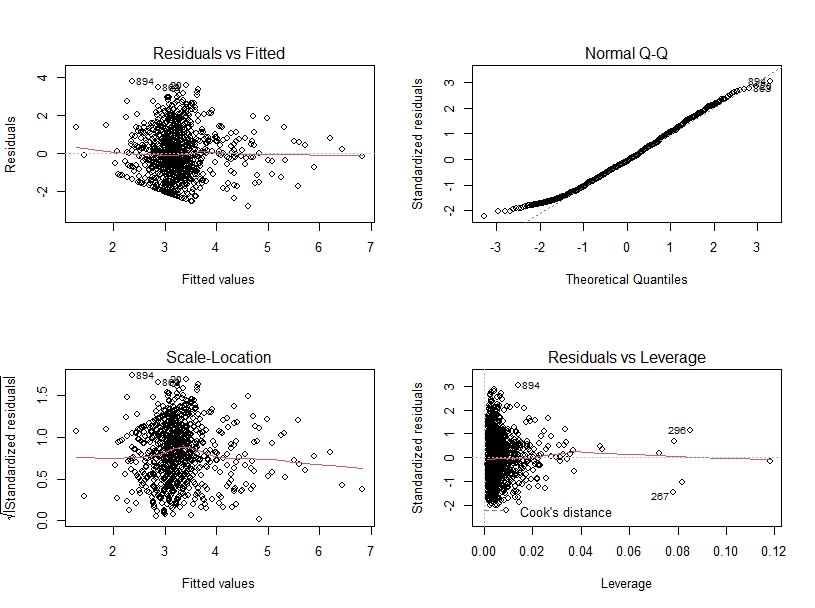 Residuals vs Fitted
Residuals
4
2
0
-2
894
2 3 4 5 6 7
Fitted values
Normal Q-Q
Standardized residuals
3
2
1
0
-1
-2
894
-3 -2 -1 0 1 2 3
Theoretical Quantiles
Scale-Location
√|Standardized residuals|
1.5
1.0
0.5
0.0
894
2 3 4 5 6 7
Fitted values
Residuals vs Leverage
Standardized residuals
3
2
1
0
-1
-2
894
296
267
Cook's distance
0.00 0.02 0.04 0.06 0.08 0.10 0.12
Leverage